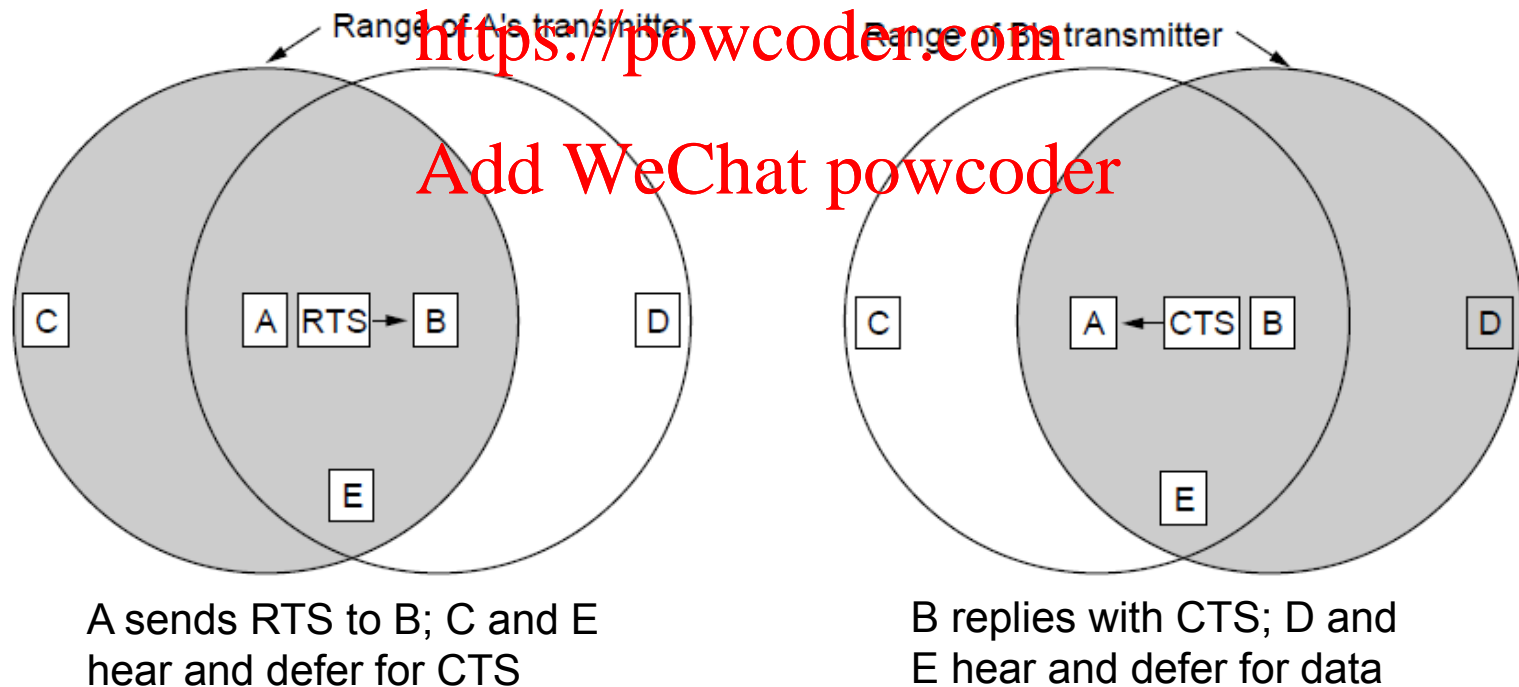 Range of A's transmitter
Range of B's transmitter
https://powcoder.com
Add WeChat powcoder
C A RTS B D
E
C A CTS B D
E
A sends RTS to B; C and E
hear and defer for CTS
B replies with CTS; D and
E hear and defer for data